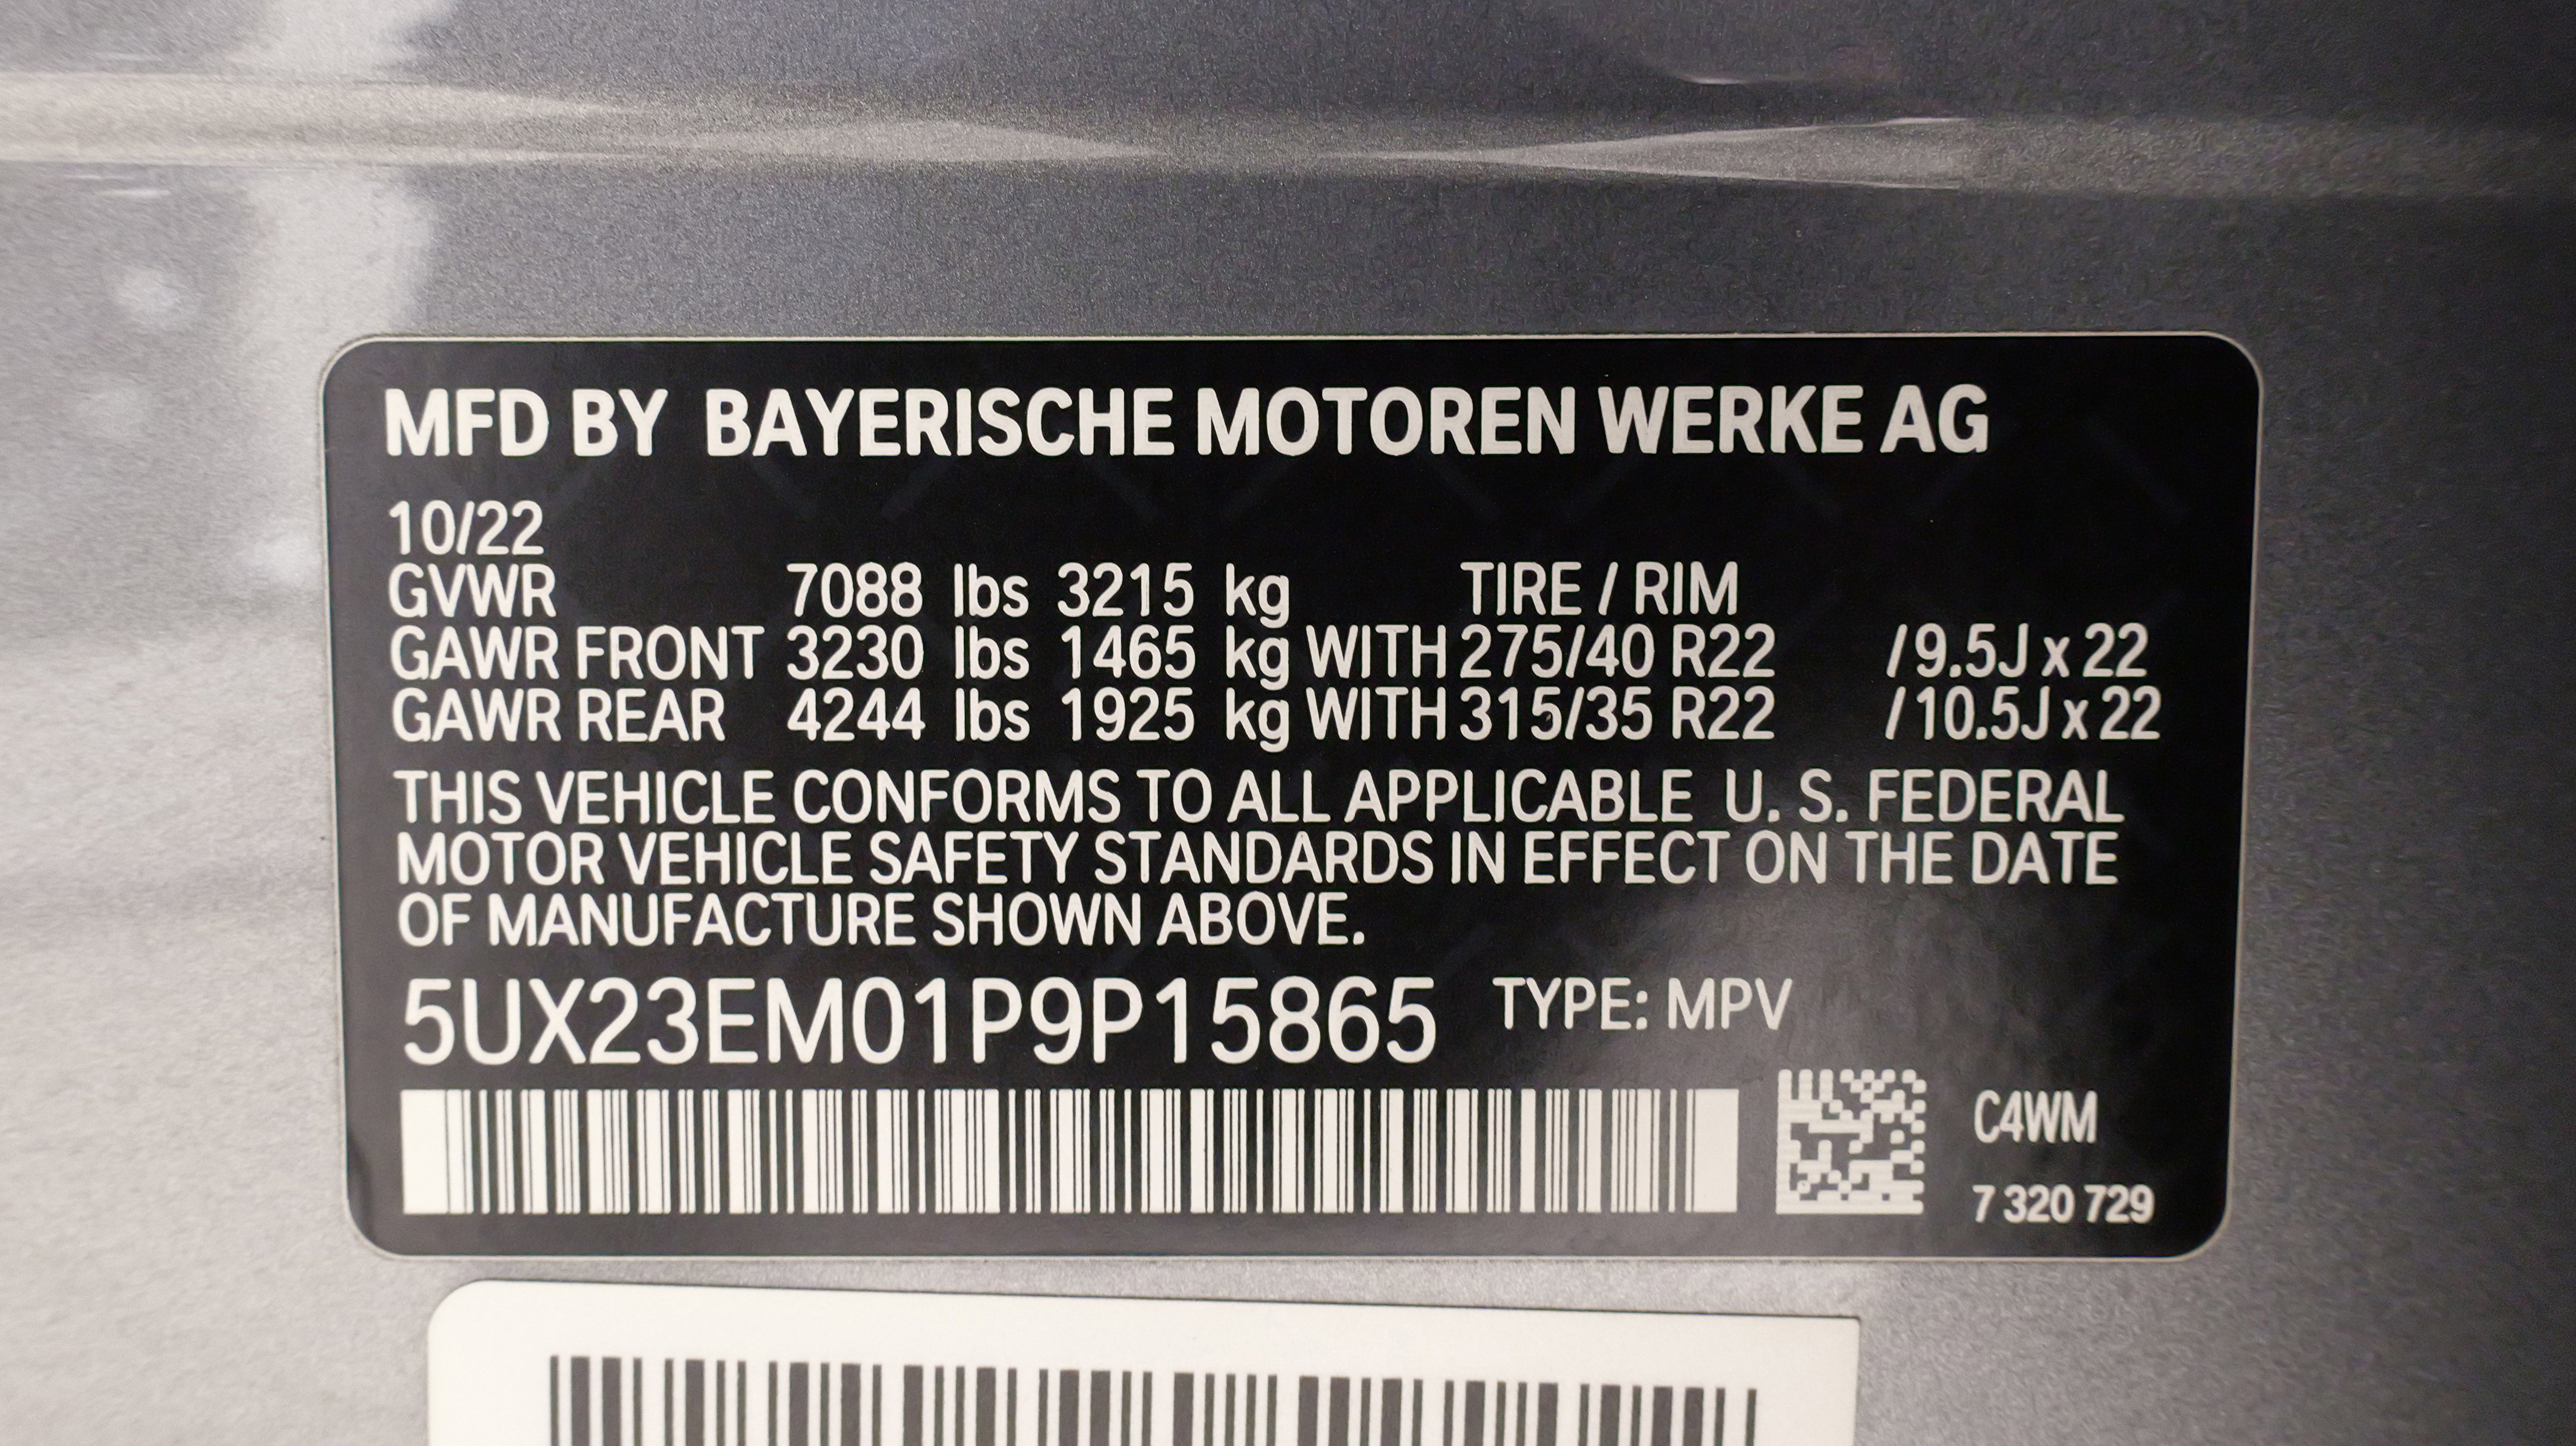 MFD BY BAYERISCHE MOTOREN WERKE AG
10/22
GVWR 7088 lbs 3215 kg TIRE / RIM
GAWR FRONT 3230 lbs 1465 kg WITH 275/40 R22 / 9.5J x 22
GAWR REAR 4244 lbs 1925 kg WITH 315/35 R22 / 10.5J x 22
THIS VEHICLE CONFORMS TO ALL APPLICABLE U. S. FEDERAL
MOTOR VEHICLE SAFETY STANDARDS IN EFFECT ON THE DATE
OF MANUFACTURE SHOWN ABOVE.
5UX23EM01P9P15865 TYPE: MPV
C4WM
7 320 729